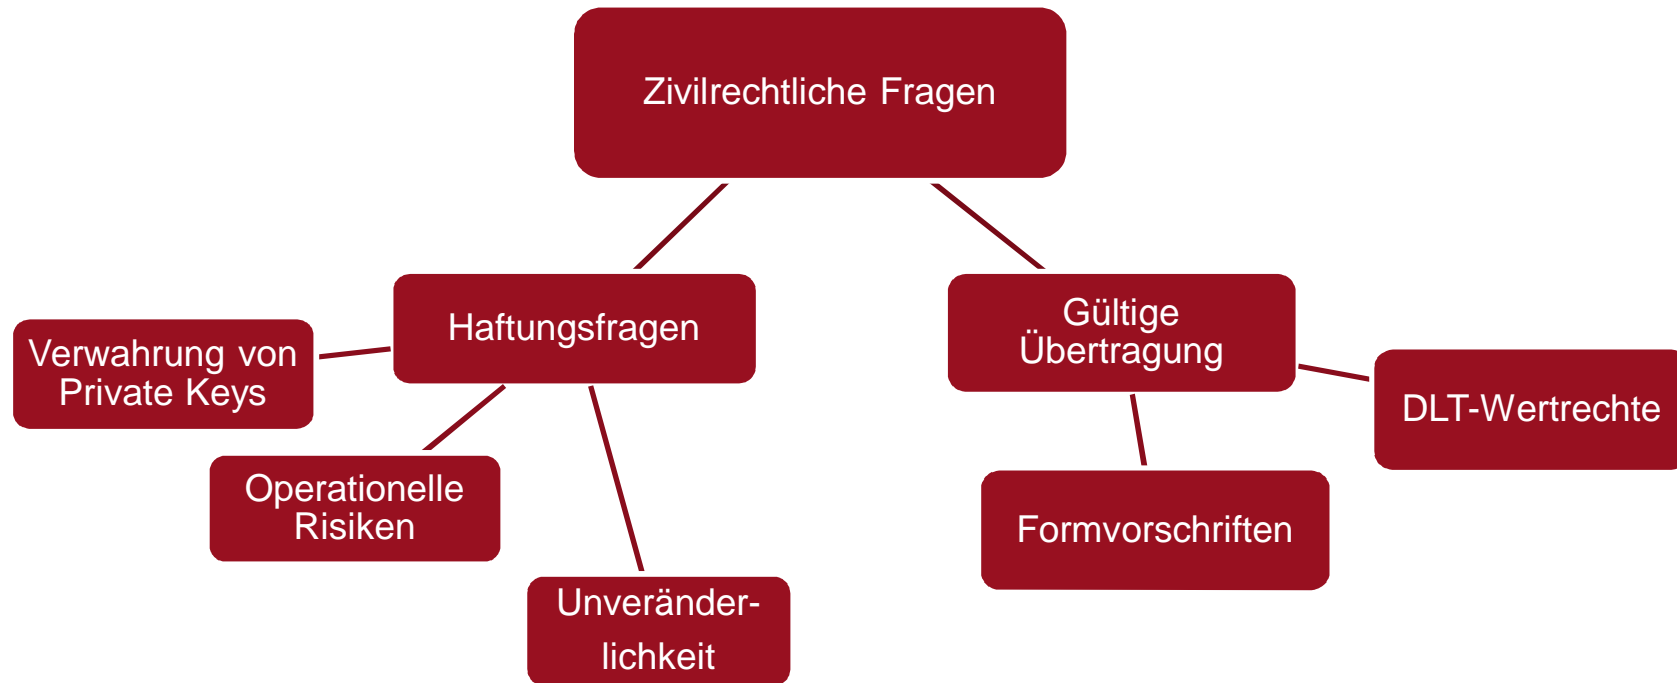 Zivilrechtliche Fragen
Haftungsfragen
Gültige
Übertragung
Verwahrung von
Private Keys
DLT-Wertrechte
Operationelle
Risiken
Formvorschriften
Unveränder-
lichkeit